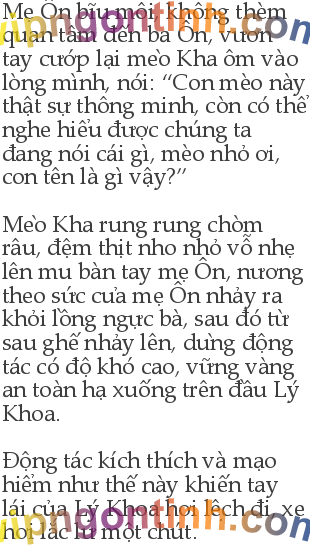 Mẹ Ôn bĩu môi, không thèm
quan tâm đến ba Ôn, vươn
tay cướp lại mèo Kha ôm vào
lòng mình, nói: “Con mèo này
thật sự thông minh, còn có thể
nghe hiểu được chúng ta
đang nói cái gì, mèo nhỏ ơi,
con tên là gì vậy?”
Mèo Kha rung rung chòm
râu, đệm thịt nho nhỏ vỗ nhẹ
lên mu bàn tay mẹ Ôn, nương
theo sức của mẹ Ôn nhảy ra
khỏi lồng ngực bà, sau đó từ
sau ghế nhảy lên, dưng động
tác có độ khó cao, vững vàng
an toàn hạ xuống trên đầu Lý
Khoa.
Động tác kích thích và mạo
hiểm như thế này khiến tay
lái của Lý Khoa hơi lệch đi, xe
hơi lắc lư một chút.